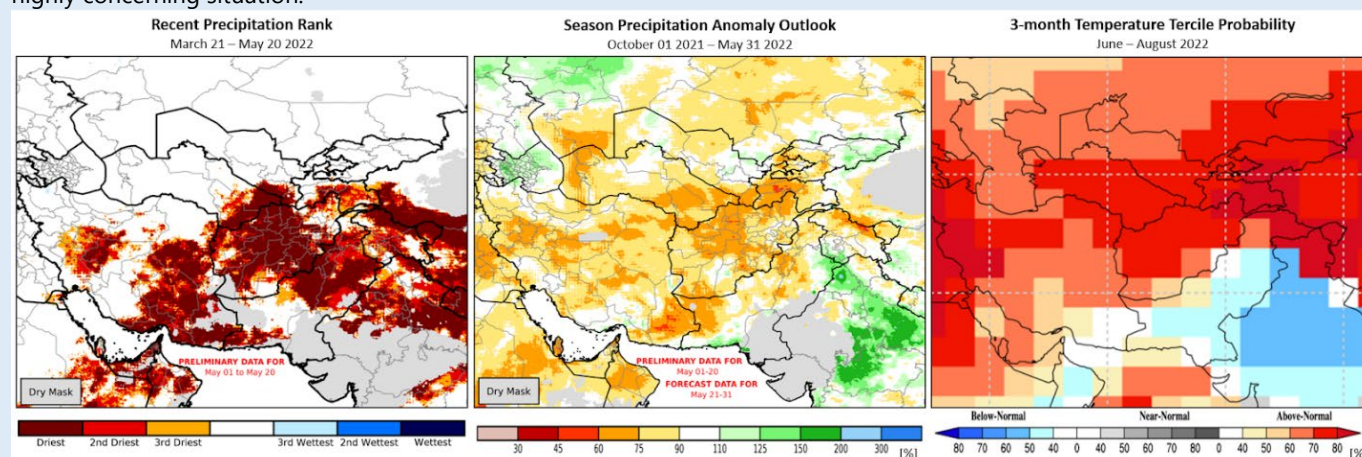 highly concerning situation.
Recent Precipitation Rank
March 21 – May 20 2022
PRELIMINARY DATA FOR
May 01 to May 20
Dry Mask
Driest 2nd Driest 3rd Driest 3rd Wettest 2nd Wettest Wettest
Season Precipitation Anomaly Outlook
October 01 2021 – May 31 2022
PRELIMINARY DATA FOR
May 01-20
FORECAST DATA FOR
May 21-31
Dry Mask
30 45 60 75 90 110 125 150 200 300
[%]
3-month Temperature Tercile Probability
June – August 2022
Below-Normal Near-Normal Above-Normal
80 70 60 50 40 0 40 50 60 70 80 0 40 50 60 70 80
[%